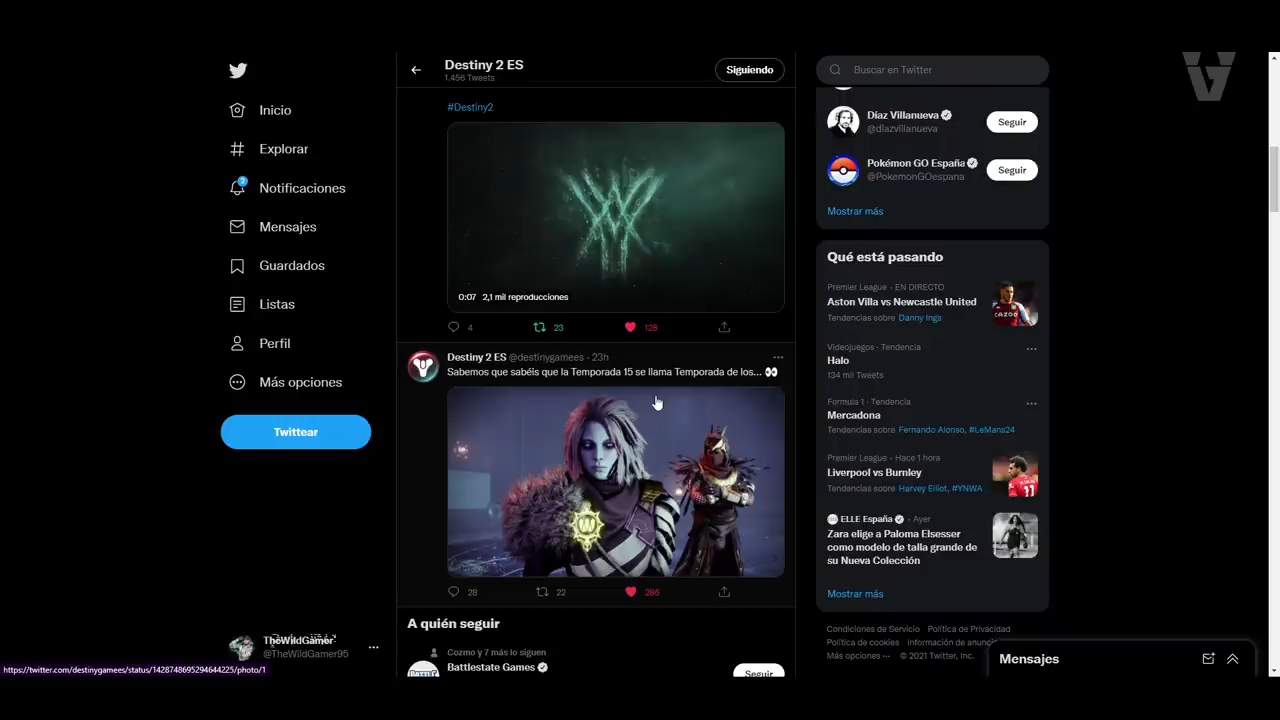 Inicio
Explorar
2
Notificaciones
Mensajes
Guardados
Listas
Perfil
Más opciones
Twittear
TheWildGamer
@TheWildGamer95
https://twitter.com/destinygamees/status/1428748695294644225/photo/1
Destiny 2 ES
1.456 Tweets
Siguiendo
#Destiny2
0:07 2,1 mil reproducciones
4 23 128
Destiny 2 ES @destinygamees · 23h
Sabemos que sabéis que la Temporada 15 se llama Temporada de los... 👀
28 22 286
A quién seguir
Cozmo y 7 más lo siguen
Battlestate Games
Seguir
Buscar en Twitter
Díaz Villanueva
@diazvillanueva
Seguir
Pokémon GO España
@PokemonGOespana
Seguir
Mostrar más
Qué está pasando
Premier League · EN DIRECTO
Aston Villa vs Newcastle United
Tendencias sobre Danny Ings
Videojuegos · Tendencia
Halo
134 mil Tweets
Formula 1 · Tendencia
Mercadona
Tendencias sobre Fernando Alonso, #LeMans24
Premier League · Hace 1 hora
Liverpool vs Burnley
Tendencias sobre Harvey Elliot, #YNWA
ELLE España · Ayer
Zara elige a Paloma Elsesser
como modelo de talla grande de
su Nueva Colección
Mostrar más
Condiciones de Servicio Política de Privacidad
Política de cookies Información de
Más opciones ··· © 2021 Twitter, Inc.
Mensajes